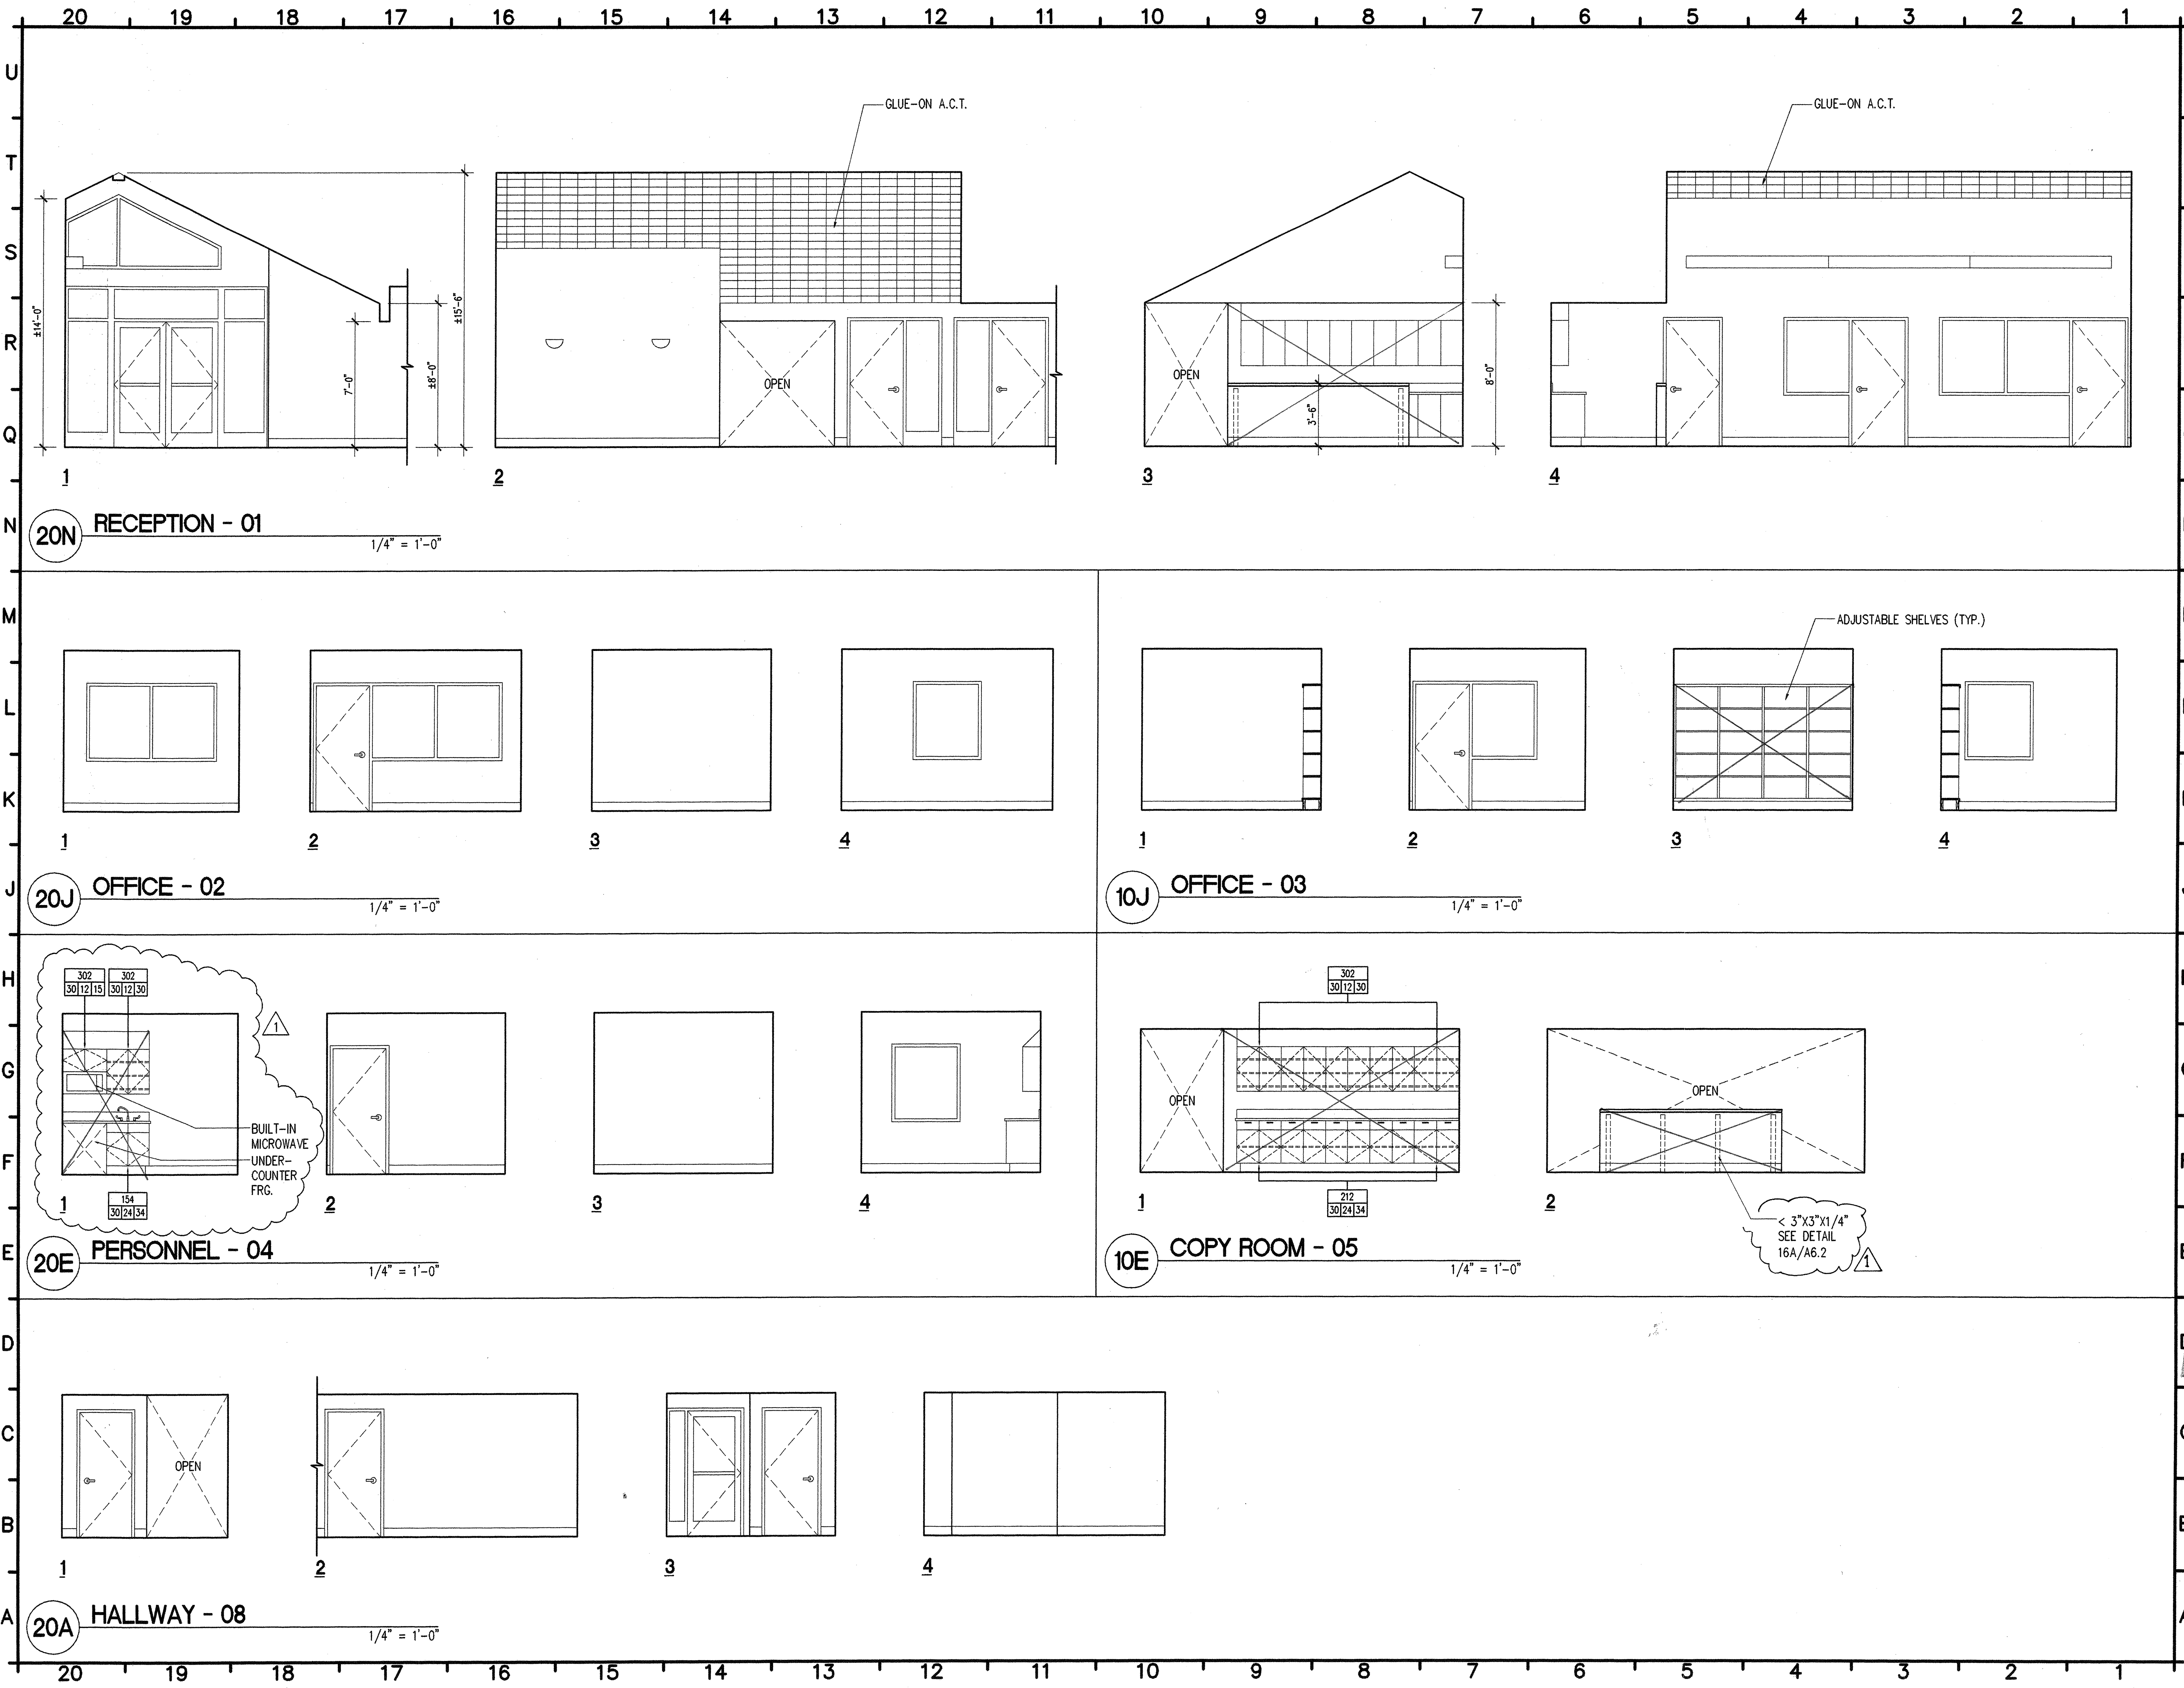 20 19 18 17 16 15 14 13 12 11 10 9 8 7 6 5 4 3 2 1
U
T
S
R
Q
N
M
L
K
J
H
G
F
E
D
C
B
A
GLUE-ON A.C.T.
GLUE-ON A.C.T.
±14'-0"
7'-0"
±8'-0"
±15'-6"
OPEN
OPEN
3'-6"
8'-0"
1
2
3
4
20N RECEPTION - 01
1/4" = 1'-0"
1
2
3
4
20J OFFICE - 02
1/4" = 1'-0"
ADJUSTABLE SHELVES (TYP.)
1
2
3
4
10J OFFICE - 03
1/4" = 1'-0"
302
30 12 15
302
30 12 30
1
BUILT-IN
MICROWAVE
UNDER-
COUNTER
FRG.
154
30 24 34
1
2
3
4
20E PERSONNEL - 04
1/4" = 1'-0"
302
30 12 30
OPEN
OPEN
212
30 24 34
1
2
< 3"X3"X1/4"
SEE DETAIL
16A/A6.2
1
10E COPY ROOM - 05
1/4" = 1'-0"
OPEN
1
2
3
4
20A HALLWAY - 08
1/4" = 1'-0"
20 19 18 17 16 15 14 13 12 11 10 9 8 7 6 5 4 3 2 1